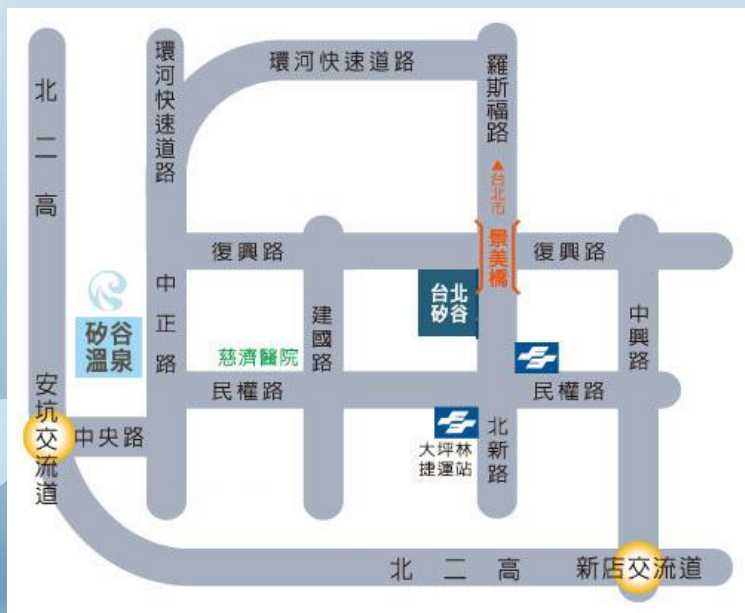 環河快速道路
環河快速道路
羅斯福路
北二高
▲台北市
景美橋
復興路
復興路
中正路
台北
矽谷
建國路
中興路
矽谷
溫泉
慈濟醫院
民權路
民權路
安坑交流道
中央路
大坪林
捷運站
北新路
北二高
新店交流道